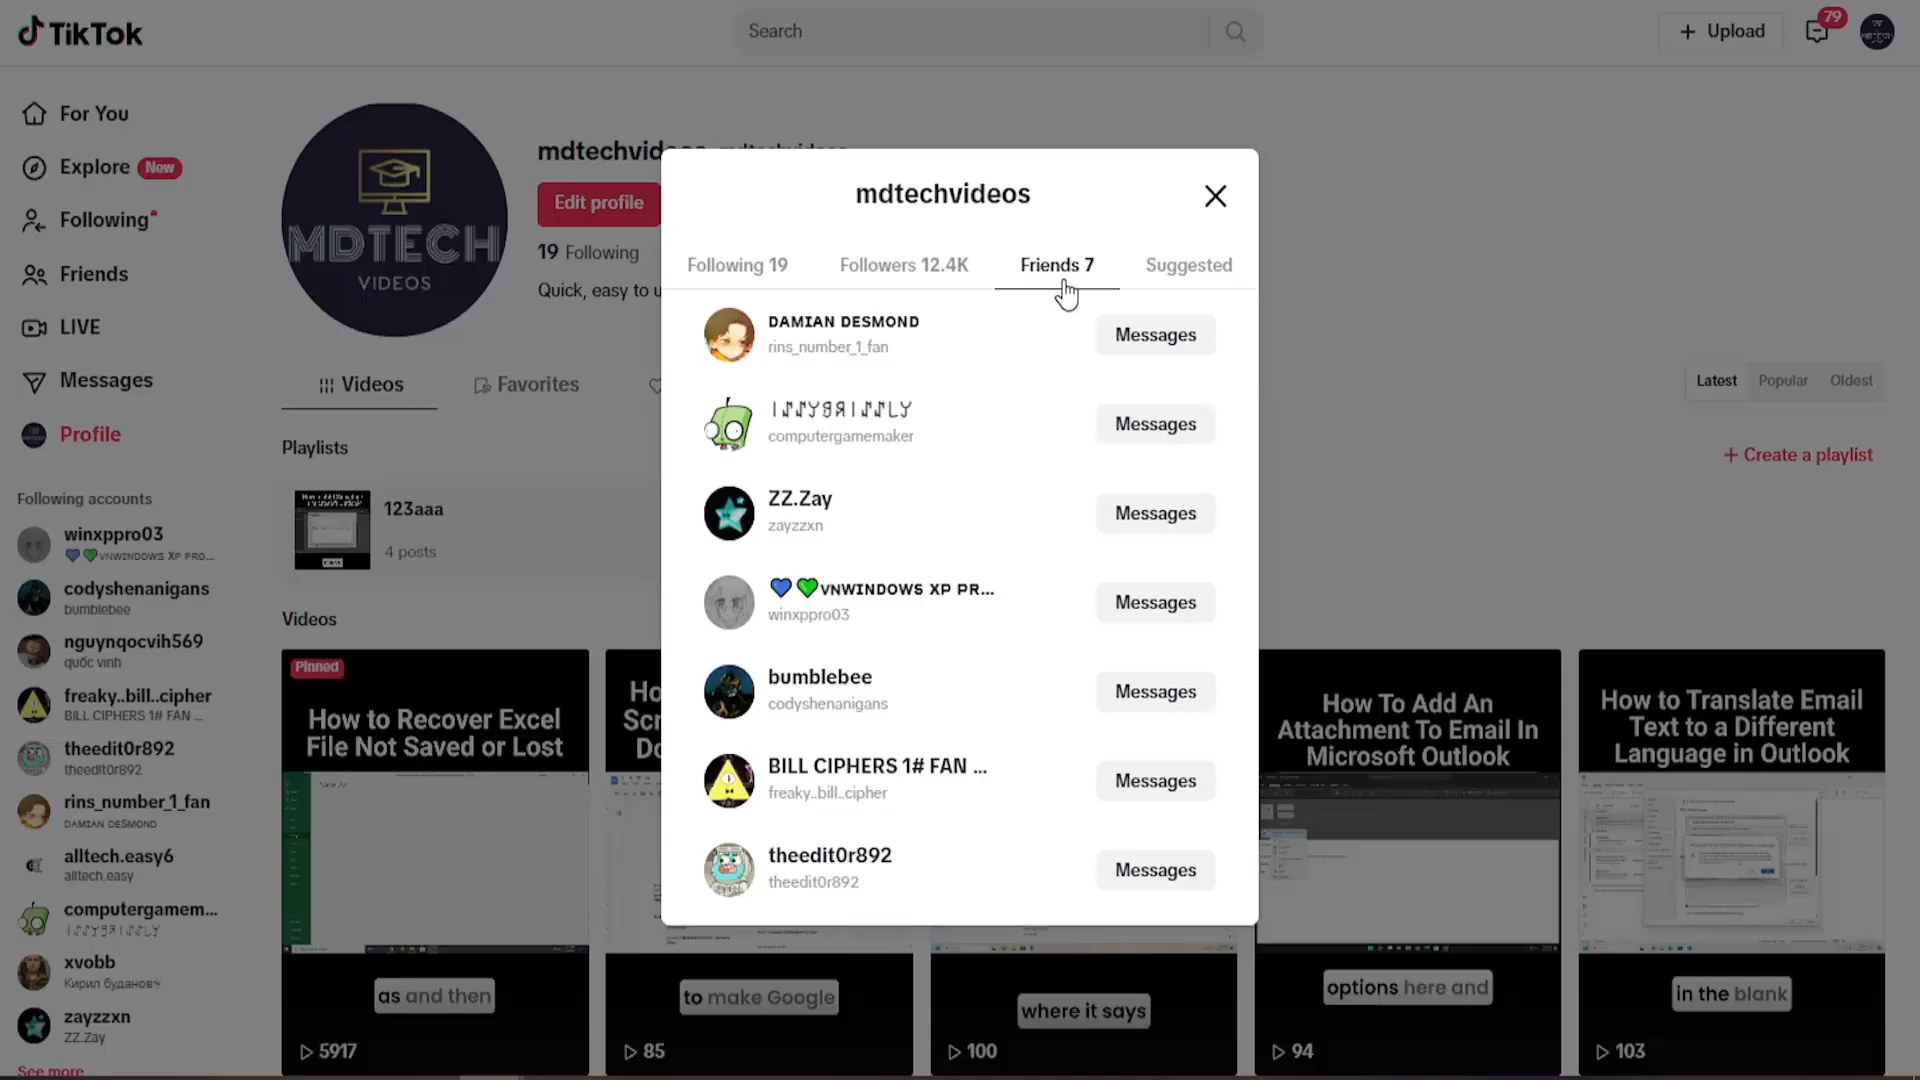 TikTok
Search
+ Upload
79
For You
Explore New
Following
Friends
LIVE
Messages
Profile
Following accounts
winxppro03
💙💚VNWINDOWS XP PRO...
codyshenanigans
bumblebee
nguynqocvih569
quốc vinh
freaky..bill..cipher
BILL CIPHERS 1# FAN ...
theedit0r892
theedit0r892
rins_number_1_fan
DAMIAN DESMOND
alltech.easy6
alltech.easy
computergamem...
xvobb
Кирил буданов
zayzzxn
ZZ.Zay
See more
MDTECH
VIDEOS
Edit profile
19 Following
Quick, easy to
Videos
Favorites
Latest
Popular
Oldest
Playlists
+ Create a playlist
123aaa
4 posts
Videos
mdtechvideos
Following 19
Followers 12.4K
Friends 7
Suggested
DAMIAN DESMOND
rins_number_1_fan
Messages
computergamemaker
Messages
ZZ.Zay
zayzzxn
Messages
💙💚VNWINDOWS XP PR...
winxppro03
Messages
bumblebee
codyshenanigans
Messages
BILL CIPHERS 1# FAN ...
freaky..bill..cipher
Messages
theedit0r892
theedit0r892
Messages
Pinned
How to Recover Excel
File Not Saved or Lost
as and then
5917
to make Google
85
where it says
100
How To Add An
Attachment To Email In
Microsoft Outlook
options here and
94
How to Translate Email
Text to a Different
Language in Outlook
in the blank
103